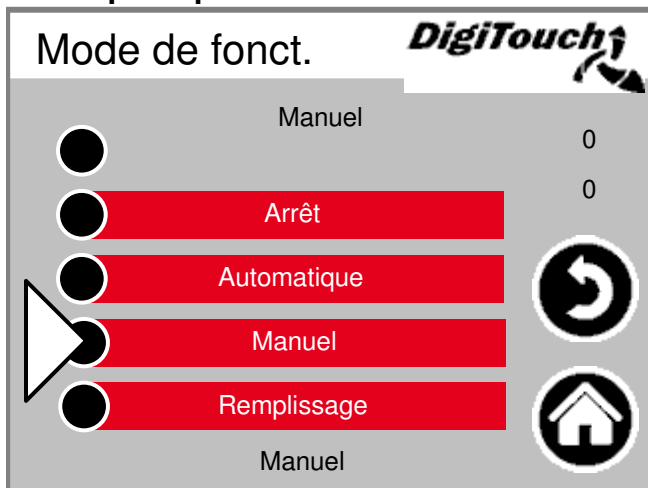 Mode de fonct.
DigiTouch
Manuel
0
0
Arrêt
Automatique
Manuel
Remplissage
Manuel